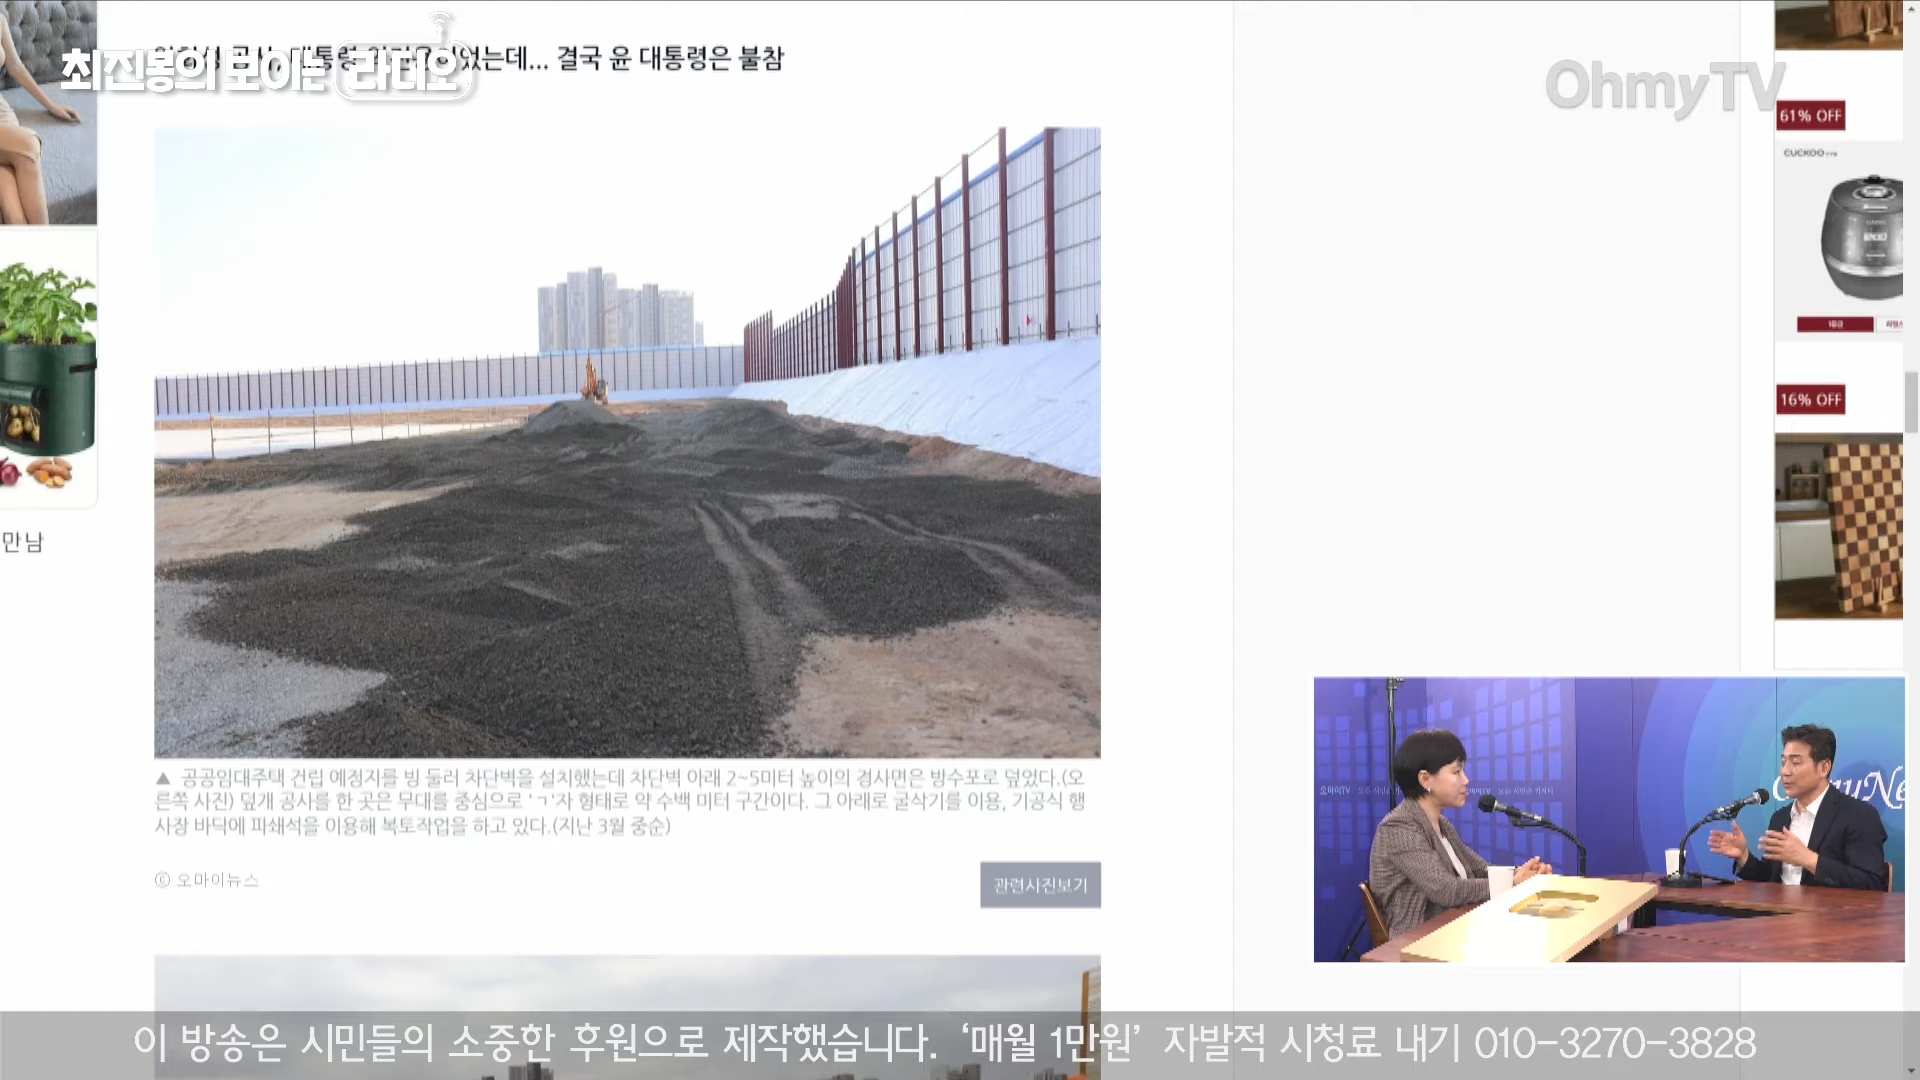 최진봉의 보이는 라디오
결국 윤 대통령은 불참
OhmyTV
61% OFF
CUCKOO
16% OFF
만남
▲ 공공임대주택 건립 예정지를 빙 둘러 차단벽을 설치했는데 차단벽 아래 2~5미터 높이의 경사면은 방수포로 덮었다.(오
른쪽 사진) 덮개 공사를 한 곳은 무대를 중심으로 'ㄱ'자 형태로 약 수백 미터 구간이다. 그 아래로 굴삭기를 이용, 기공식 행
사장 바닥에 파쇄석을 이용해 복토작업을 하고 있다.(지난 3월 중순)
ⓒ 오마이뉴스
관련사진보기
오마이TV
이 방송은 시민들의 소중한 후원으로 제작했습니다. ‘매월 1만원’ 자발적 시청료 내기 010-3270-3828